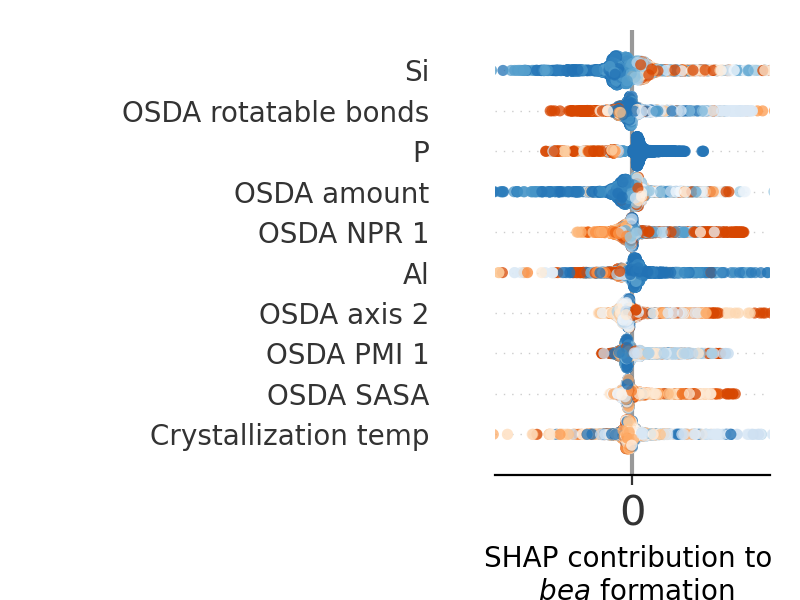 Si
OSDA rotatable bonds
P
OSDA amount
OSDA NPR 1
Al
OSDA axis 2
OSDA PMI 1
OSDA SASA
Crystallization temp
0
SHAP contribution to
bea formation